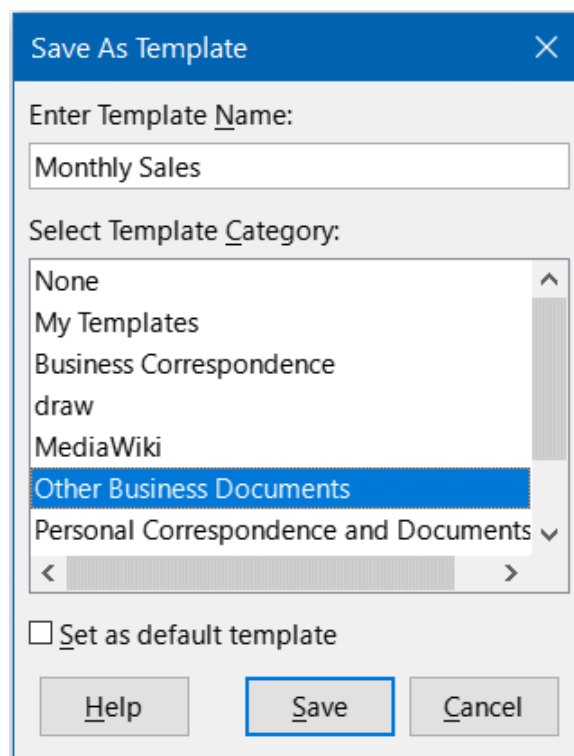 Save As Template
Enter Template Name:
Monthly Sales
Select Template Category:
None
My Templates
Business Correspondence
draw
MediaWiki
Other Business Documents
Personal Correspondence and Documents
Set as default template
Help Save Cancel